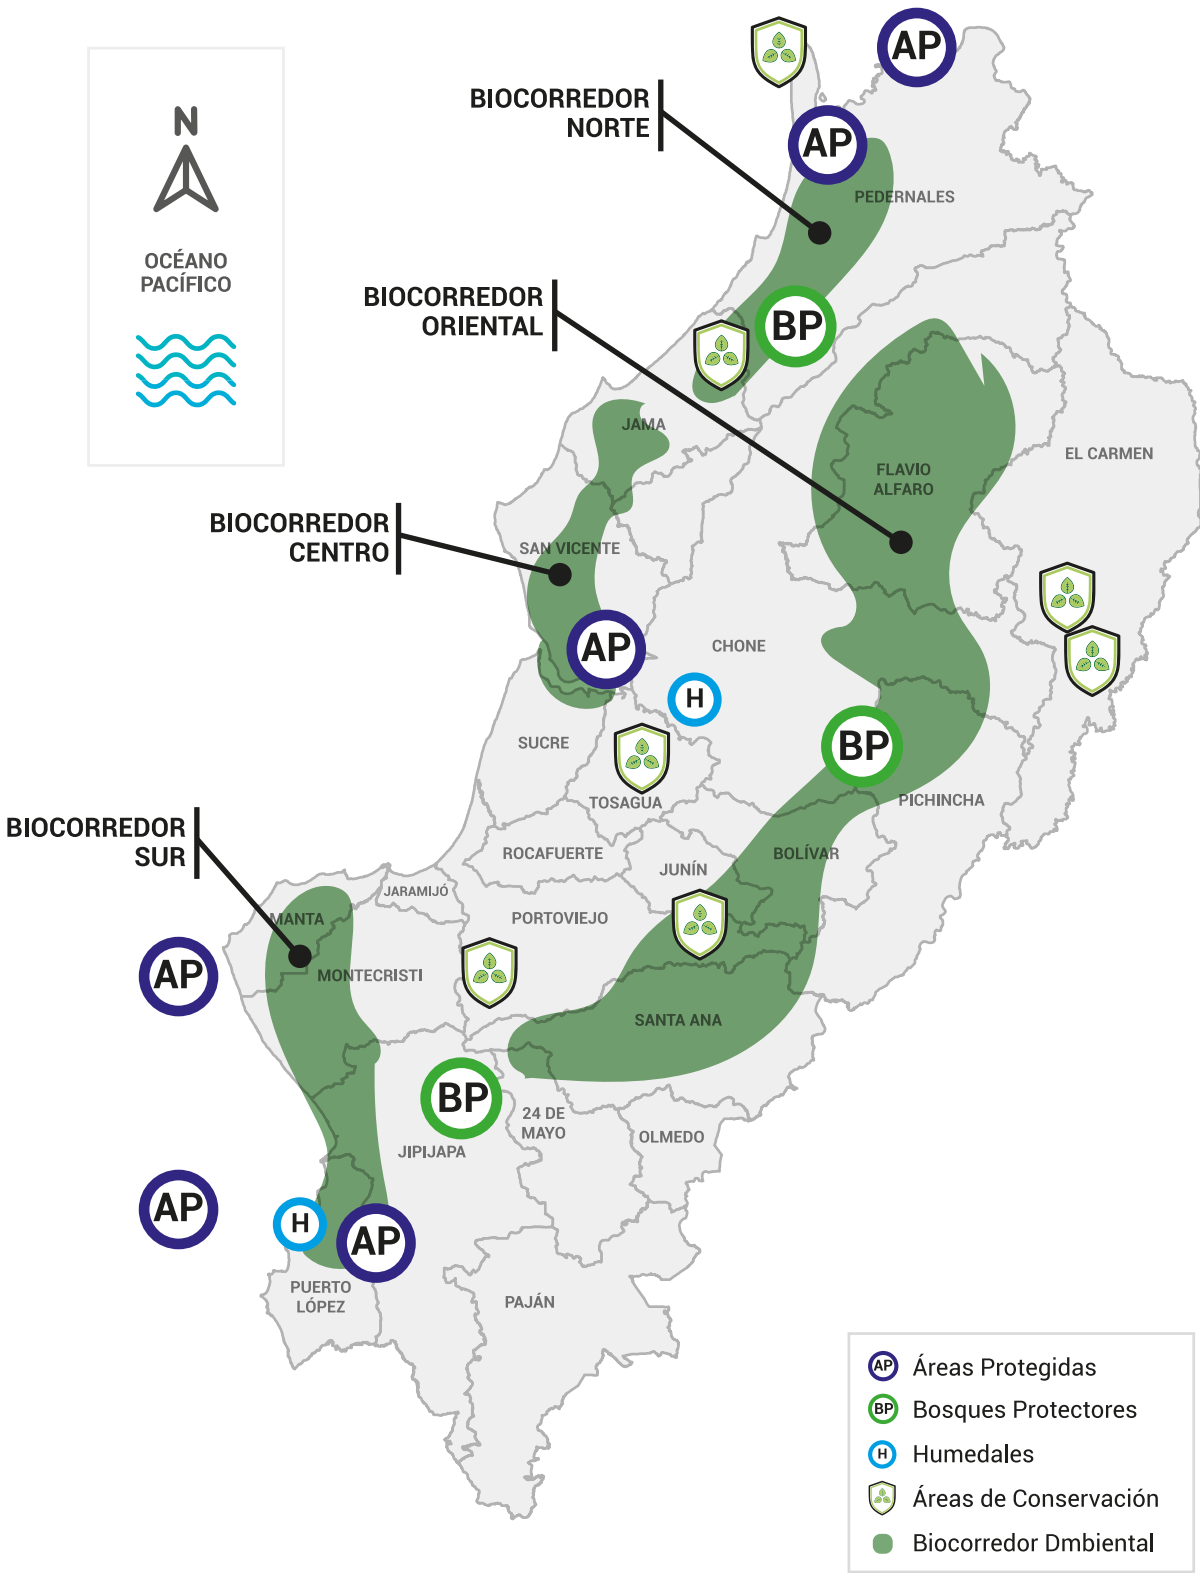 AP
BIOCORREDOR
NORTE
AP
N
PEDERNALES
OCÉANO
PACÍFICO
BIOCORREDOR
ORIENTAL
BP
JAMA
EL CARMEN
FLAVIO
ALFARO
BIOCORREDOR
CENTRO
SAN VICENTE
AP
CHONE
H
SUCRE
BP
TOSAGUA
PICHINCHA
BIOCORREDOR
SUR
ROCAFUERTE
BOLÍVAR
JUNÍN
JARAMIJÓ
MANTA
PORTOVIEJO
AP
MONTECRISTI
SANTA ANA
BP
24 DE
MAYO
OLMEDO
JIPIJAPA
AP
H
AP
PUERTO
LÓPEZ
PAJÁN
AP Áreas Protegidas
BP Bosques Protectores
H Humedales
Áreas de Conservación
Biocorredor Dmbiental